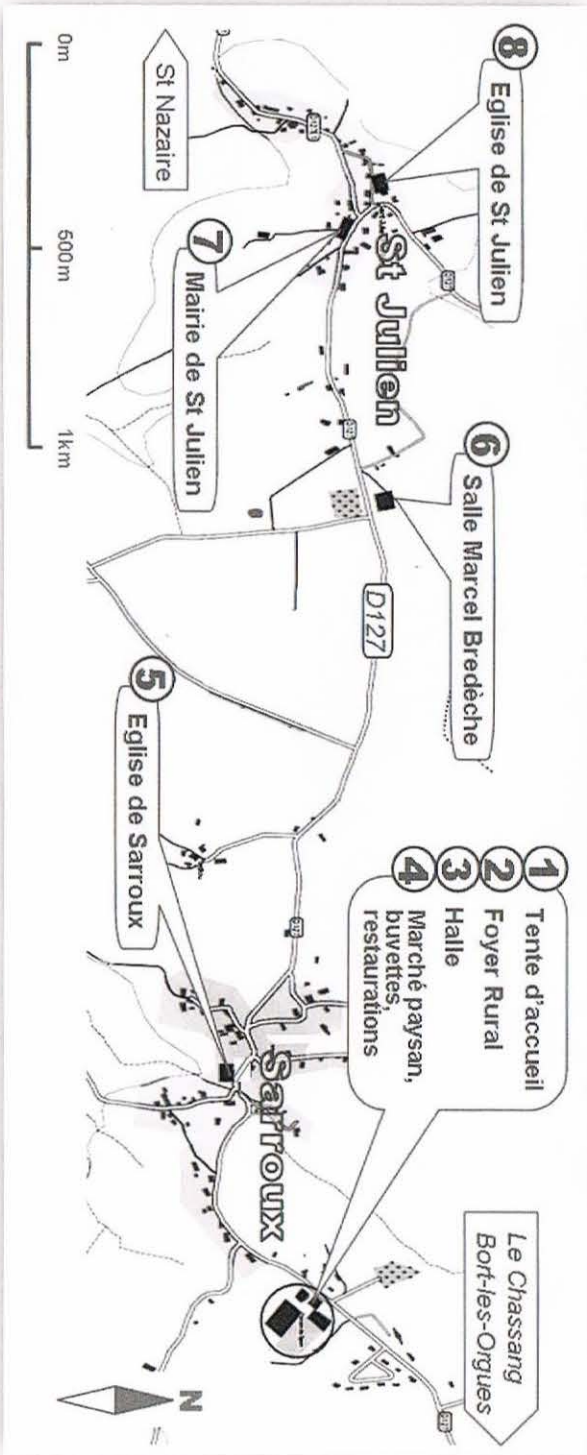 8 Eglise de St Julien
St Julien
7 Mairie de St Julien
St Nazaire
0m
500m
1km
6 Salle Marcel Bredèche
D127
5 Eglise de Sarroux
1 Tente d'accueil
2 Foyer Rural
3 Halle
4 Marché paysan,
buvettes,
restaurations
Sarroux
Le Chassang
Bort-les-Orgues
N